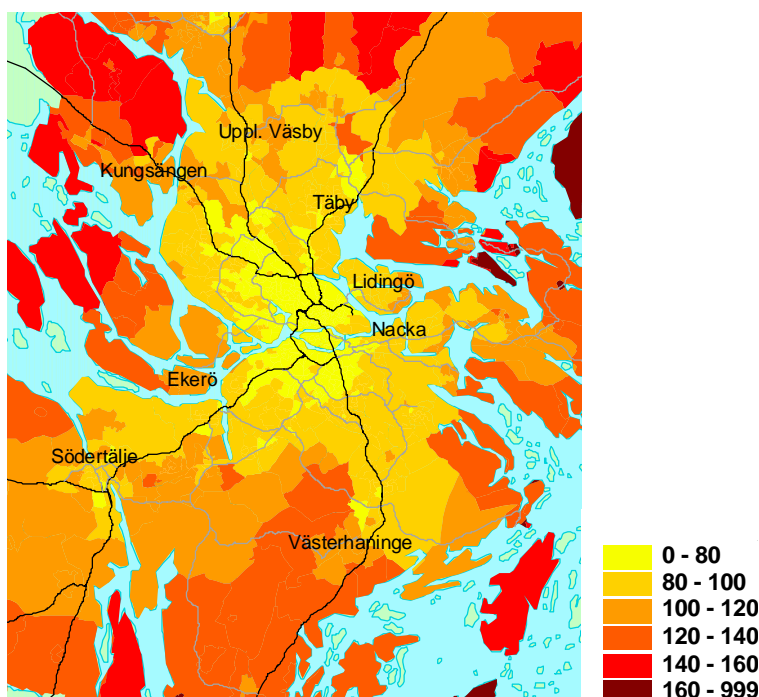 Uppl. Väsby
Kungsängen
Täby
Lidingö
Nacka
Ekerö
Södertälje
Västerhaninge
0 - 80
80 - 100
100 - 120
120 - 140
140 - 160
160 - 999